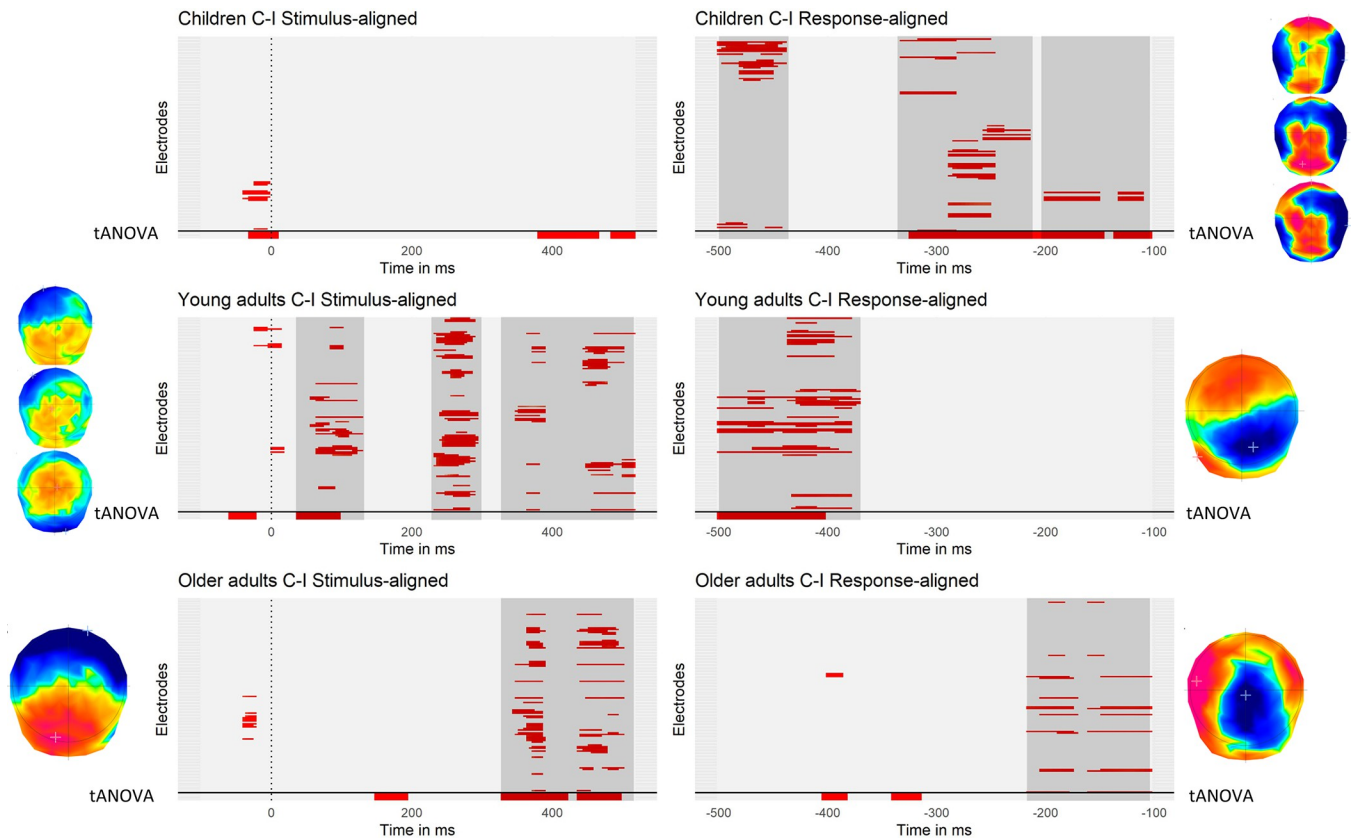 Children C-I Stimulus-aligned
Electrodes
tANOVA
0 200 400
Time in ms
Children C-I Response-aligned
Electrodes
tANOVA
-500 -400 -300 -200 -100
Time in ms
Young adults C-I Stimulus-aligned
Electrodes
tANOVA
0 200 400
Time in ms
Young adults C-I Response-aligned
Electrodes
tANOVA
-500 -400 -300 -200 -100
Time in ms
Older adults C-I Stimulus-aligned
Electrodes
tANOVA
0 200 400
Time in ms
Older adults C-I Response-aligned
Electrodes
tANOVA
-500 -400 -300 -200 -100
Time in ms